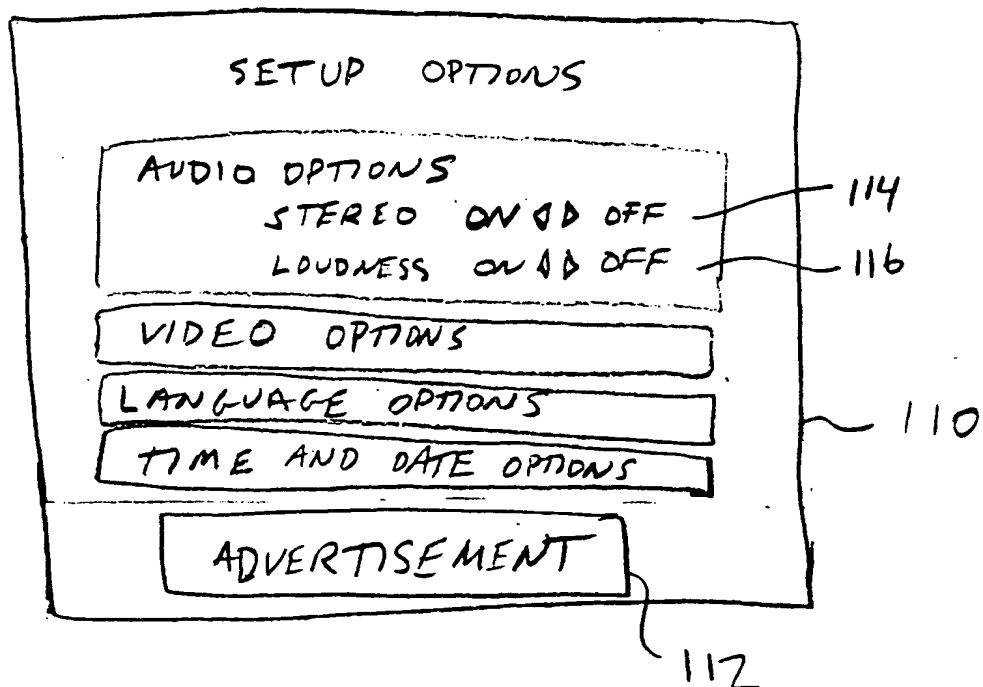 SETUP OPTIONS
AUDIO OPTIONS
STEREO ON ◁ ▷ OFF
114
LOUDNESS ON ◁ ▷ OFF
116
VIDEO OPTIONS
LANGUAGE OPTIONS
110
TIME AND DATE OPTIONS
ADVERTISEMENT
112